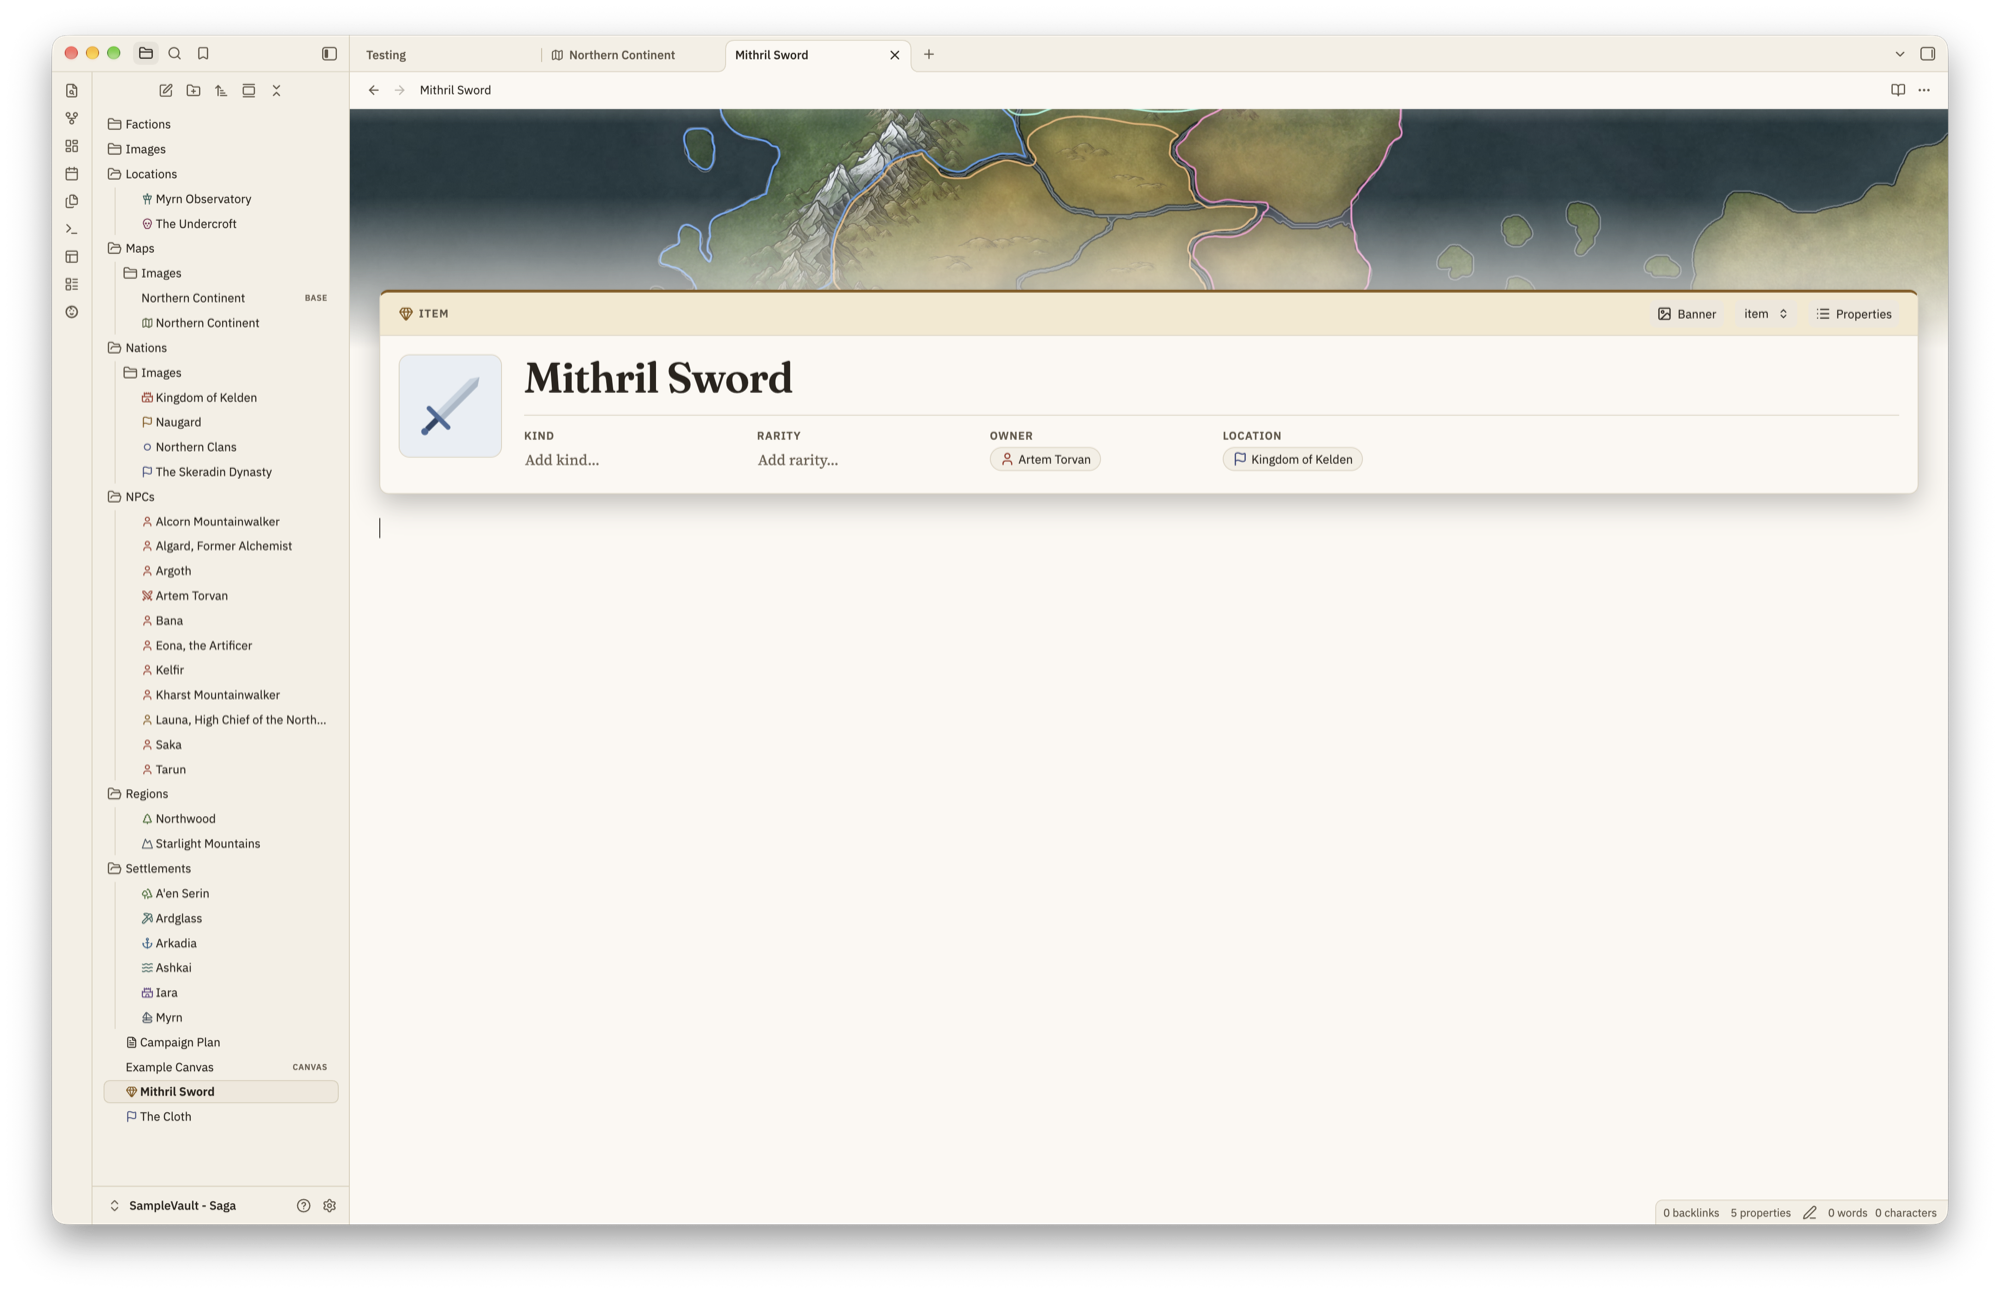 Testing
Northern Continent
Mithril Sword
Mithril Sword
Factions
Images
Locations
Myrn Observatory
The Undercroft
Maps
Images
Northern Continent BASE
Northern Continent
Nations
Images
Kingdom of Kelden
Naugard
Northern Clans
The Skeradin Dynasty
NPCs
Alcorn Mountainwalker
Algard, Former Alchemist
Argoth
Artem Torvan
Bana
Eona, the Artificer
Kelfir
Kharst Mountainwalker
Launa, High Chief of the North...
Saka
Tarun
Regions
Northwood
Starlight Mountains
Settlements
A'en Serin
Ardglass
Arkadia
Ashkai
Iara
Myrn
Campaign Plan
Example Canvas CANVAS
Mithril Sword
The Cloth
SampleVault - Saga
ITEM
Banner
item
Properties
Mithril Sword
KIND
Add kind...
RARITY
Add rarity...
OWNER
Artem Torvan
LOCATION
Kingdom of Kelden
0 backlinks 5 properties 0 words 0 characters